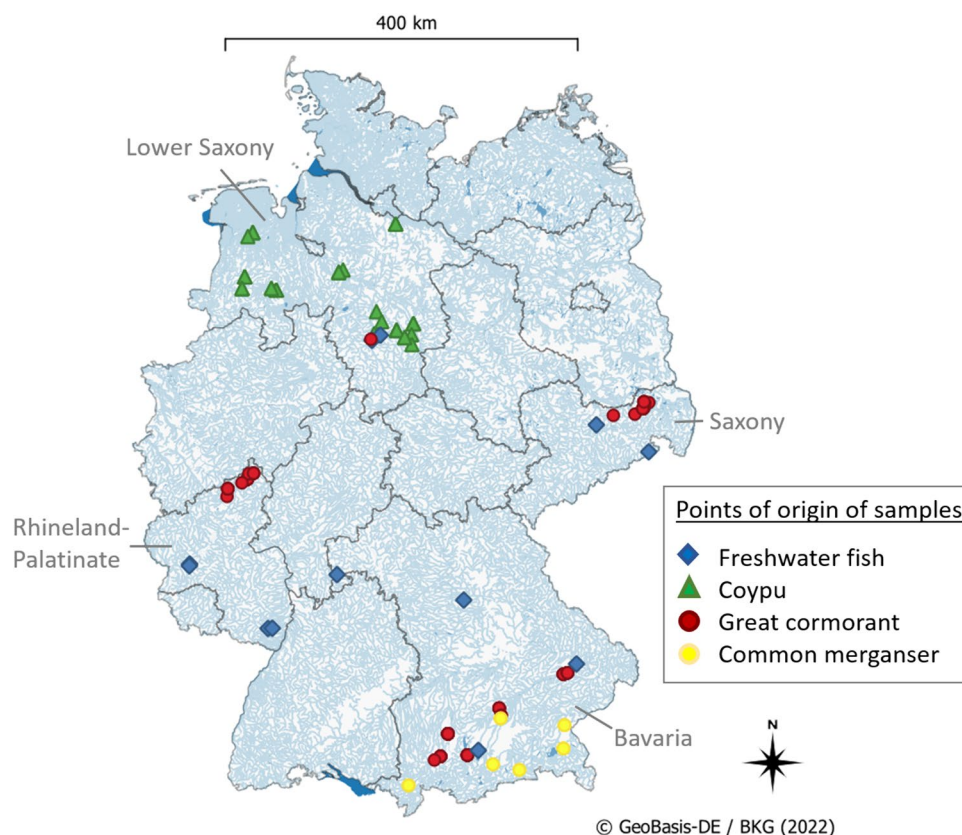 400 km
Lower Saxony
Saxony
Rhineland-
Palatinate
Points of origin of samples
Freshwater fish
Coypu
Great cormorant
Common merganser
Bavaria
N
© GeoBasis-DE / BKG (2022)